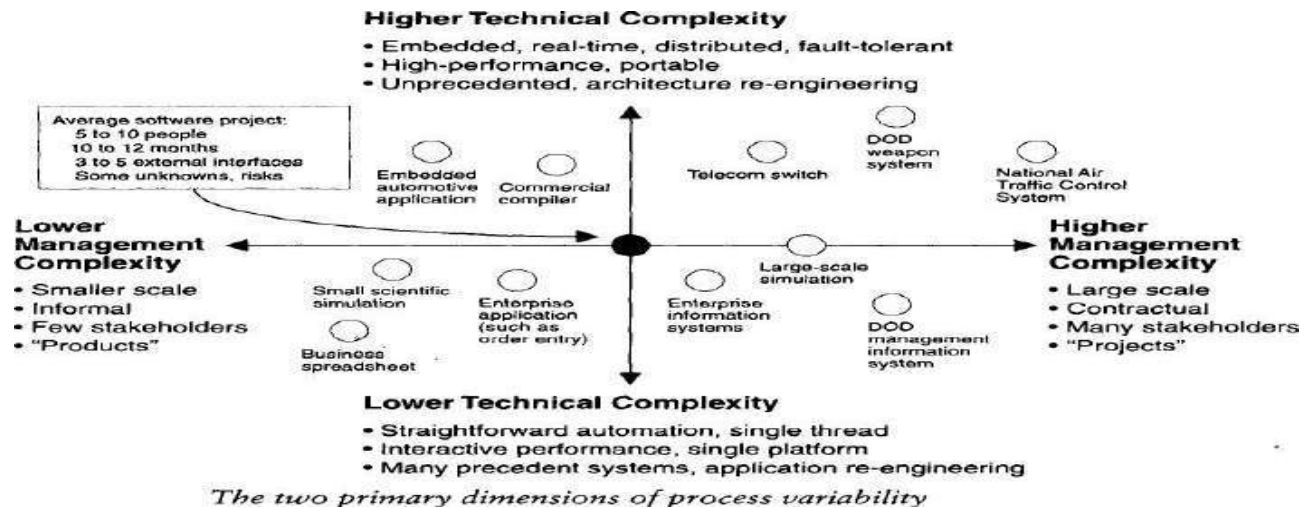 Higher Technical Complexity
• Embedded, real-time, distributed, fault-tolerant
• High-performance, portable
• Unprecedented, architecture re-engineering
Average software project:
5 to 10 people
10 to 12 months
3 to 5 external interfaces
Some unknowns, risks
Embedded
automotive
application
Commercial
compiler
Telecom switch
DOD
weapon
system
National Air
Traffic Control
System
Lower
Management
Complexity
• Smaller scale
• Informal
• Few stakeholders
• "Products"
Higher
Management
Complexity
• Large scale
• Contractual
• Many stakeholders
• "Projects"
Small scientific
simulation
Enterprise
application
(such as
order entry)
Enterprise
information
systems
Large-scale
simulation
Business
spreadsheet
DOD
management
information
system
Lower Technical Complexity
• Straightforward automation, single thread
• Interactive performance, single platform
• Many precedent systems, application re-engineering
The two primary dimensions of process variability